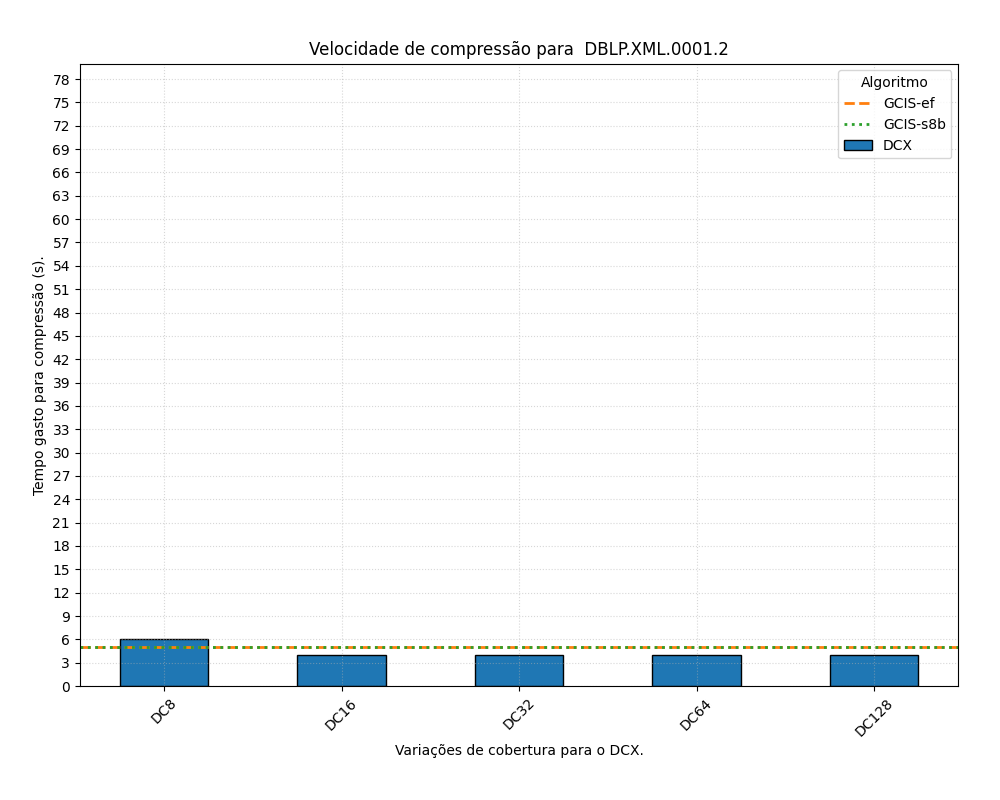 Velocidade de compressão para  DBLP.XML.0001.2
Algoritmo
GCIS-ef
GCIS-s8b
DCX
Tempo gasto para compressão (s).
78
75
72
69
66
63
60
57
54
51
48
45
42
39
36
33
30
27
24
21
18
15
12
9
6
3
0
DC8
DC16
DC32
DC64
DC128
Variações de cobertura para o DCX.